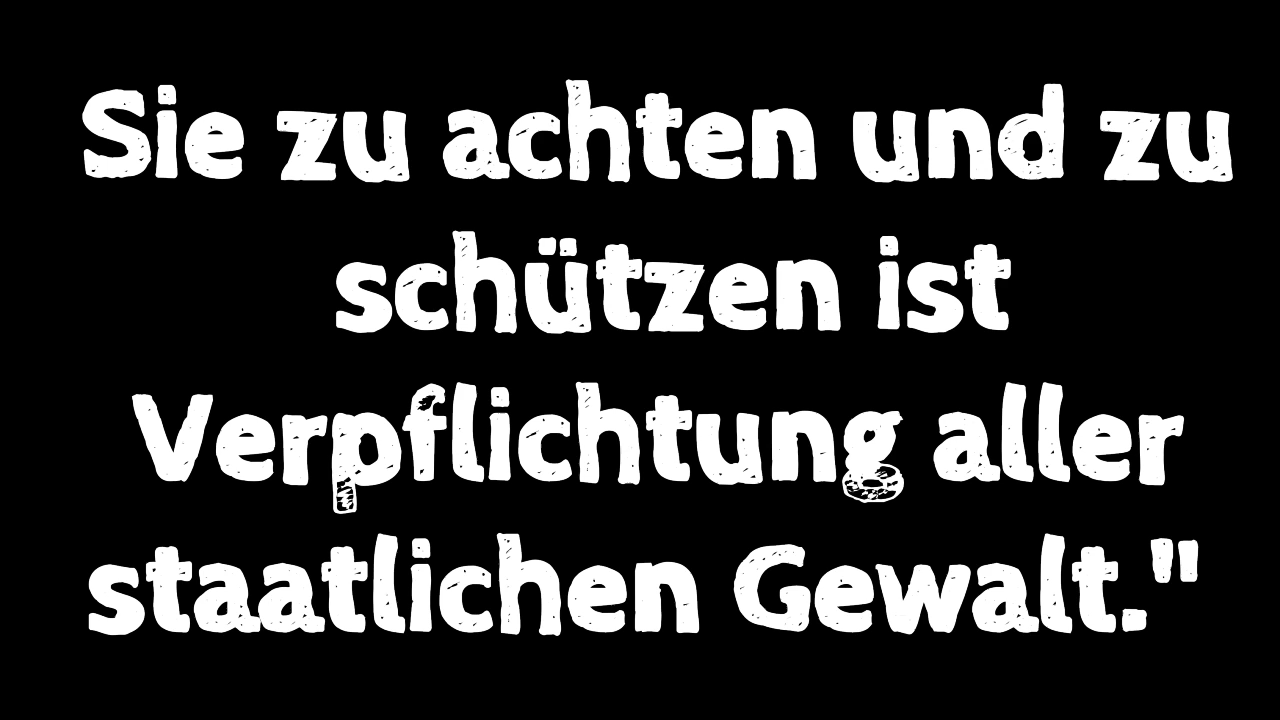 Sie zu achten und zu
schützen ist
Verpflichtung aller
staatlichen Gewalt."